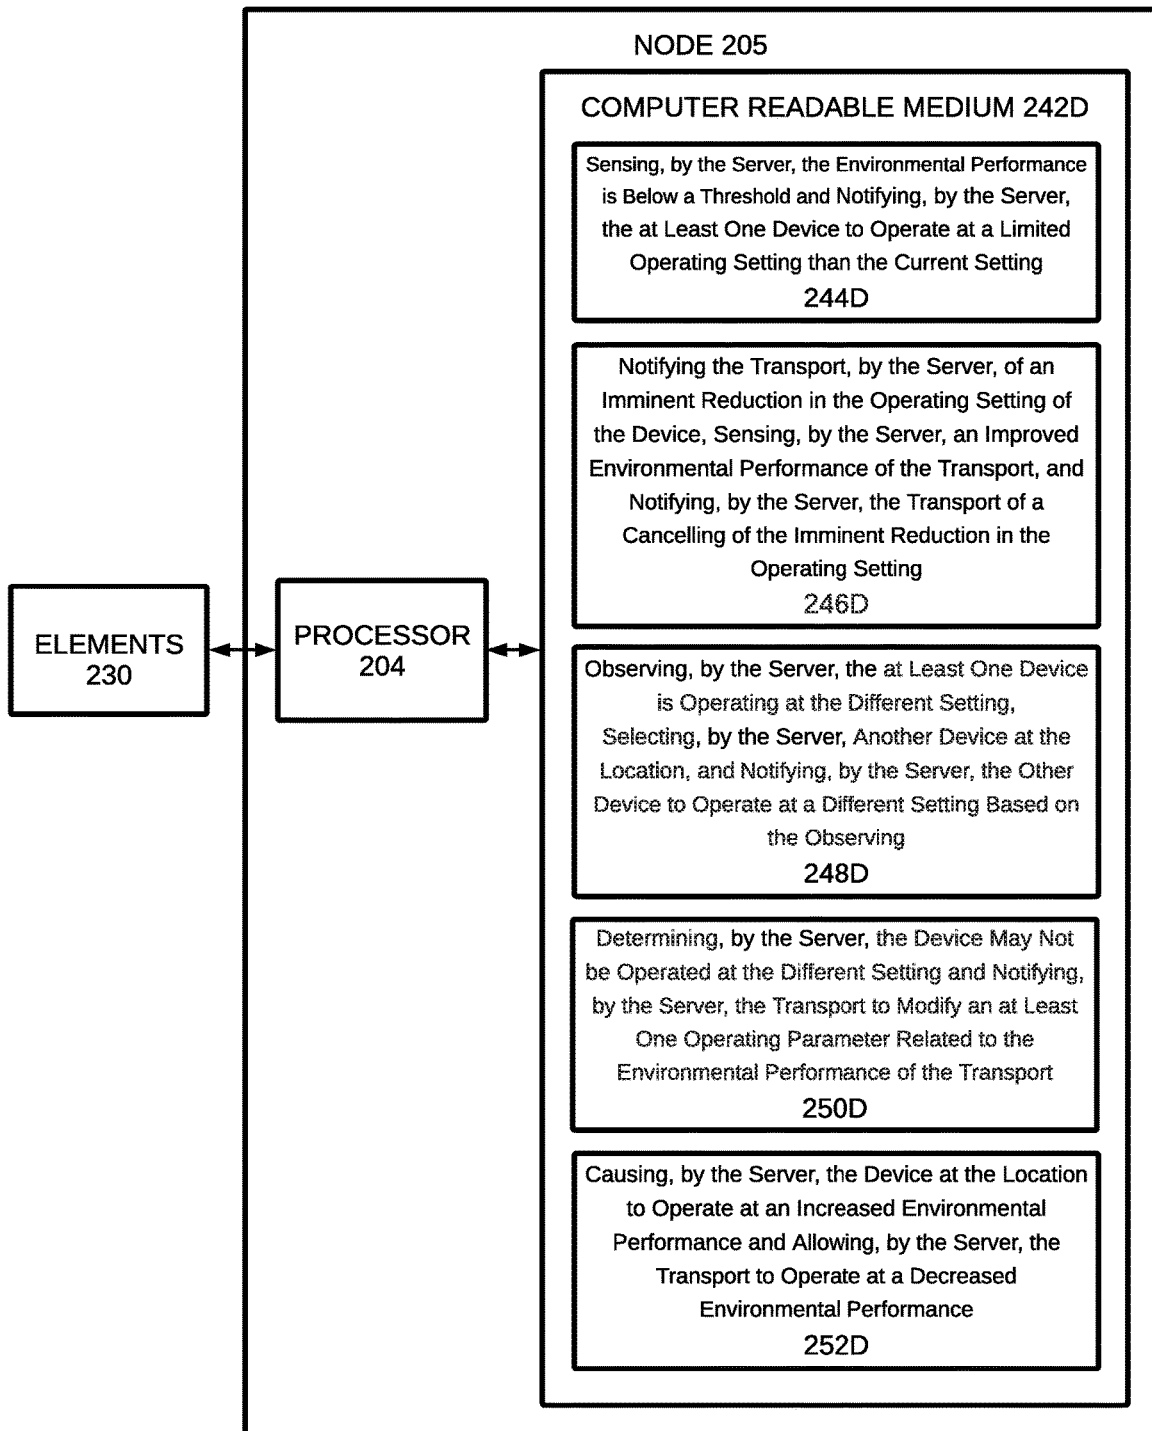 NODE 205
COMPUTER READABLE MEDIUM 242D
Sensing, by the Server, the Environmental Performance
is Below a Threshold and Notifying, by the Server,
the at Least One Device to Operate at a Limited
Operating Setting than the Current Setting
244D
Notifying the Transport, by the Server, of an
Imminent Reduction in the Operating Setting of
the Device, Sensing, by the Server, an Improved
Environmental Performance of the Transport, and
Notifying, by the Server, the Transport of a
Cancelling of the Imminent Reduction in the
Operating Setting
246D
ELEMENTS
230
PROCESSOR
204
Observing, by the Server, the at Least One Device
is Operating at the Different Setting,
Selecting, by the Server, Another Device at the
Location, and Notifying, by the Server, the Other
Device to Operate at a Different Setting Based on
the Observing
248D
Determining, by the Server, the Device May Not
be Operated at the Different Setting and Notifying,
by the Server, the Transport to Modify an at Least
One Operating Parameter Related to the
Environmental Performance of the Transport
250D
Causing, by the Server, the Device at the Location
to Operate at an Increased Environmental
Performance and Allowing, by the Server, the
Transport to Operate at a Decreased
Environmental Performance
252D